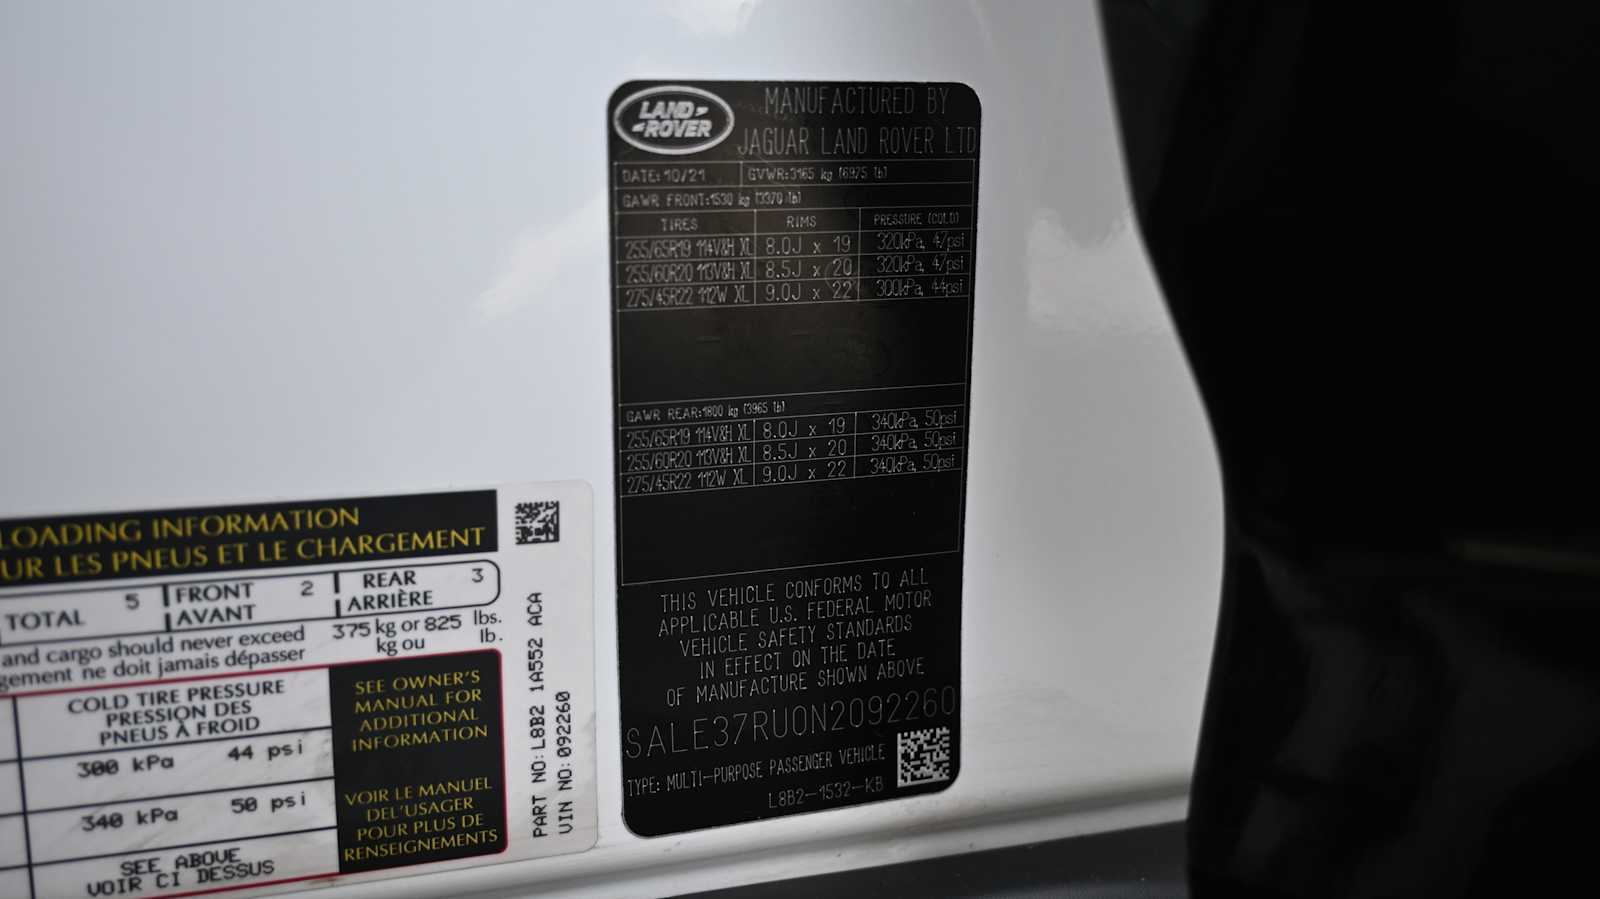 LAND
ROVER
MANUFACTURED BY
JAGUAR LAND ROVER LTD
DATE:10/21 GVWR:3165 kg (6975 lb)
GAWR FRONT:1530 kg (3370 lb)
TIRES RIMS PRESSURE (COLD)
255/65R19 114V&H XL 8.0J x 19 320kPa, 47psi
255/60R20 113V&H XL 8.5J x 20 320kPa, 47psi
275/45R22 112W XL 9.0J x 22 300kPa, 44psi
GAWR REAR:1800 kg (3965 lb)
255/65R19 114V&H XL 8.0J x 19 340kPa, 50psi
255/60R20 113V&H XL 8.5J x 20 340kPa, 50psi
275/45R22 112W XL 9.0J x 22 340kPa, 50psi
THIS VEHICLE CONFORMS TO ALL
APPLICABLE U.S. FEDERAL MOTOR
VEHICLE SAFETY STANDARDS
IN EFFECT ON THE DATE
OF MANUFACTURE SHOWN ABOVE
SALE37RU0N2092260
TYPE: MULTI-PURPOSE PASSENGER VEHICLE
L8B2-1532-KB
LOADING INFORMATION
UR LES PNEUS ET LE CHARGEMENT
TOTAL 5 FRONT 2 REAR 3
AVANT ARRIÈRE
and cargo should never exceed 375 kg or 825 lbs.
gement ne doit jamais dépasser kg ou lb.
COLD TIRE PRESSURE
PRESSION DES
PNEUS À FROID
300 kPa 44 psi
340 kPa 50 psi
SEE ABOVE
VOIR CI DESSUS
SEE OWNER'S
MANUAL FOR
ADDITIONAL
INFORMATION
VOIR LE MANUEL
DEL'USAGER
POUR PLUS DE
RENSEIGNEMENTS
PART NO:L8B2 1A552 ACA
VIN NO: 092260